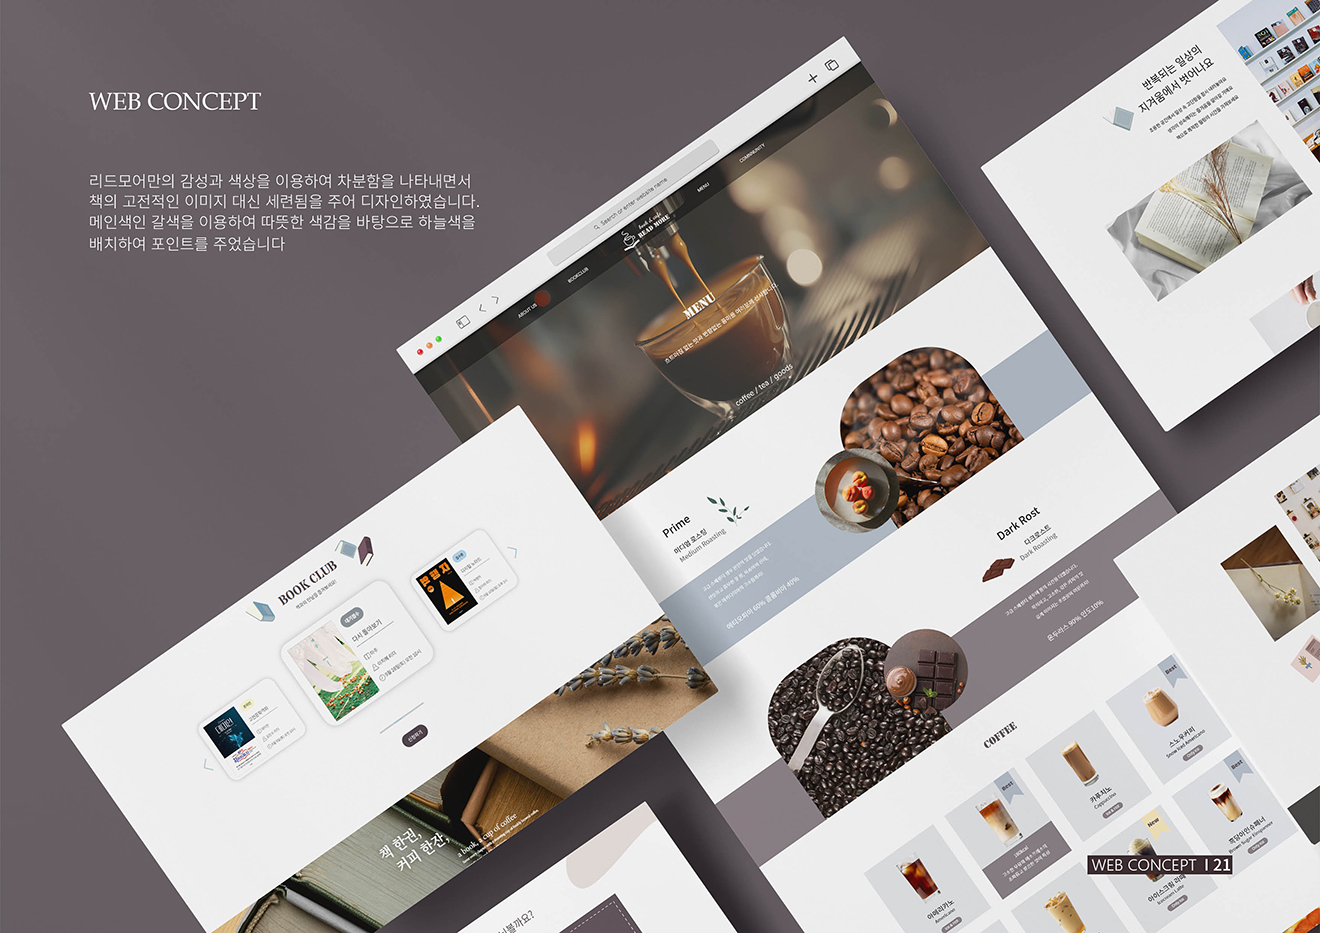 WEB CONCEPT
리드모어만의 감성과 색상을 이용하여 차분함을 나타내면서
책의 고전적인 이미지 대신 세련됨을 주어 디자인하였습니다.
메인색인 갈색을 이용하여 따뜻한 색감을 바탕으로 하늘색을
배치하여 포인트를 주었습니다
반복되는 일상의
지겨움에서 벗어나요
Search or enter website name
ABOUT US
BOOKCLUB
book & cafe
READ MORE
MENU
COMMUNITY
MENU
coffee / tea / goods
Prime
미디엄 로스팅
Medium Roasting
에티오피아 60% 콜롬비아 40%
Dark Rost
다크로스트
Dark Roasting
온두라스 90% 인도10%
BOOK CLUB
다시 돌아보기
신청하기
책 한권,
커피 한잔,
a book, a cup of coffee
COFFEE
Best
스노우커피
Snow Iced Americano
카푸치노
Cappuccino
Best
Best
흑당아인슈페너
New
아이스크림 라떼
아메리카노
Americano
WEB CONCEPT | 21